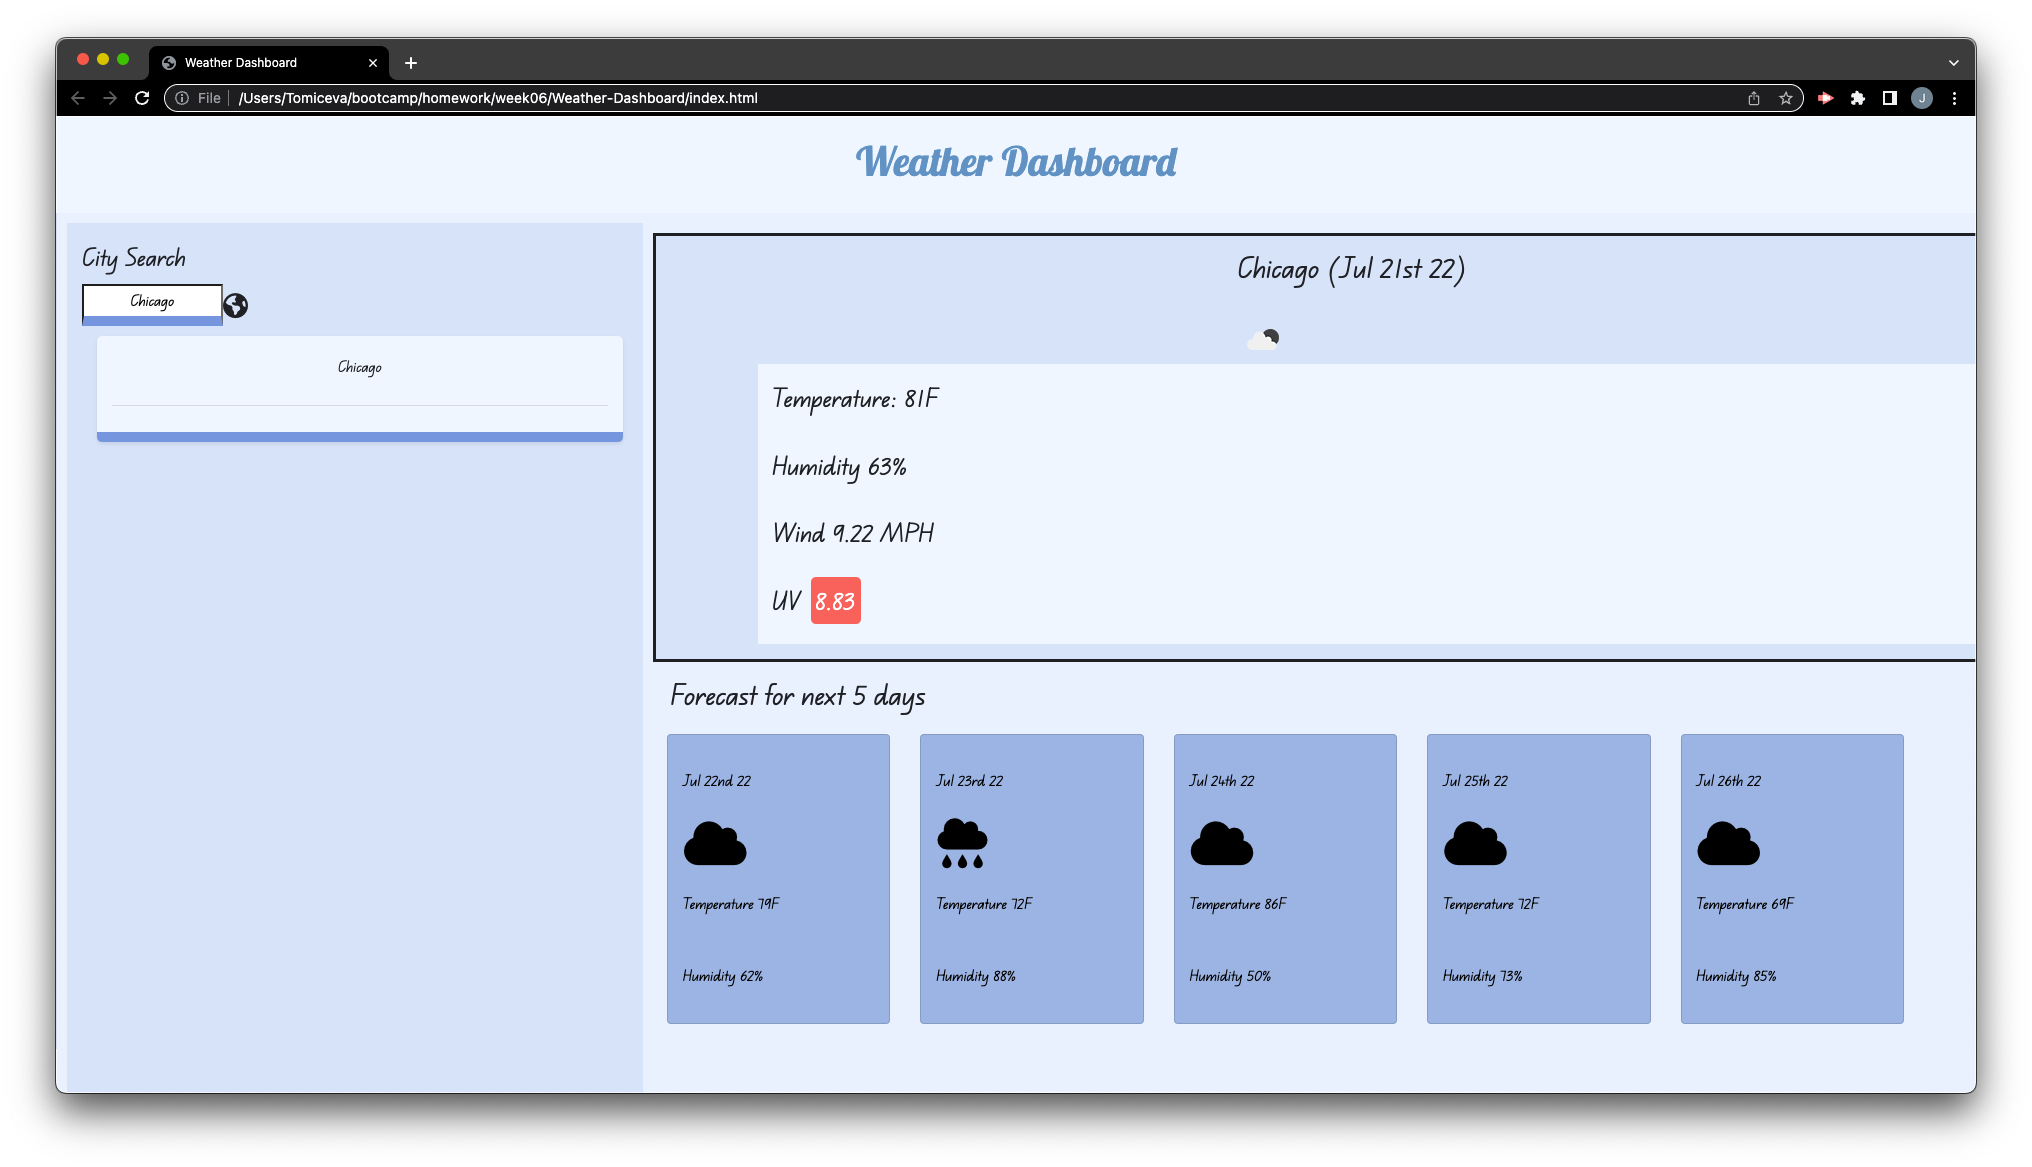 Weather Dashboard
File /Users/Tomiceva/bootcamp/homework/week06/Weather-Dashboard/index.html
J
Weather Dashboard
City Search
Chicago
Chicago
Chicago (Jul 21st 22)
Temperature: 81F
Humidity 63%
Wind 9.22 MPH
UV 8.83
Forecast for next 5 days
Jul 22nd 22
Temperature 79F
Humidity 62%
Jul 23rd 22
Temperature 72F
Humidity 88%
Jul 24th 22
Temperature 86F
Humidity 50%
Jul 25th 22
Temperature 72F
Humidity 73%
Jul 26th 22
Temperature 69F
Humidity 85%